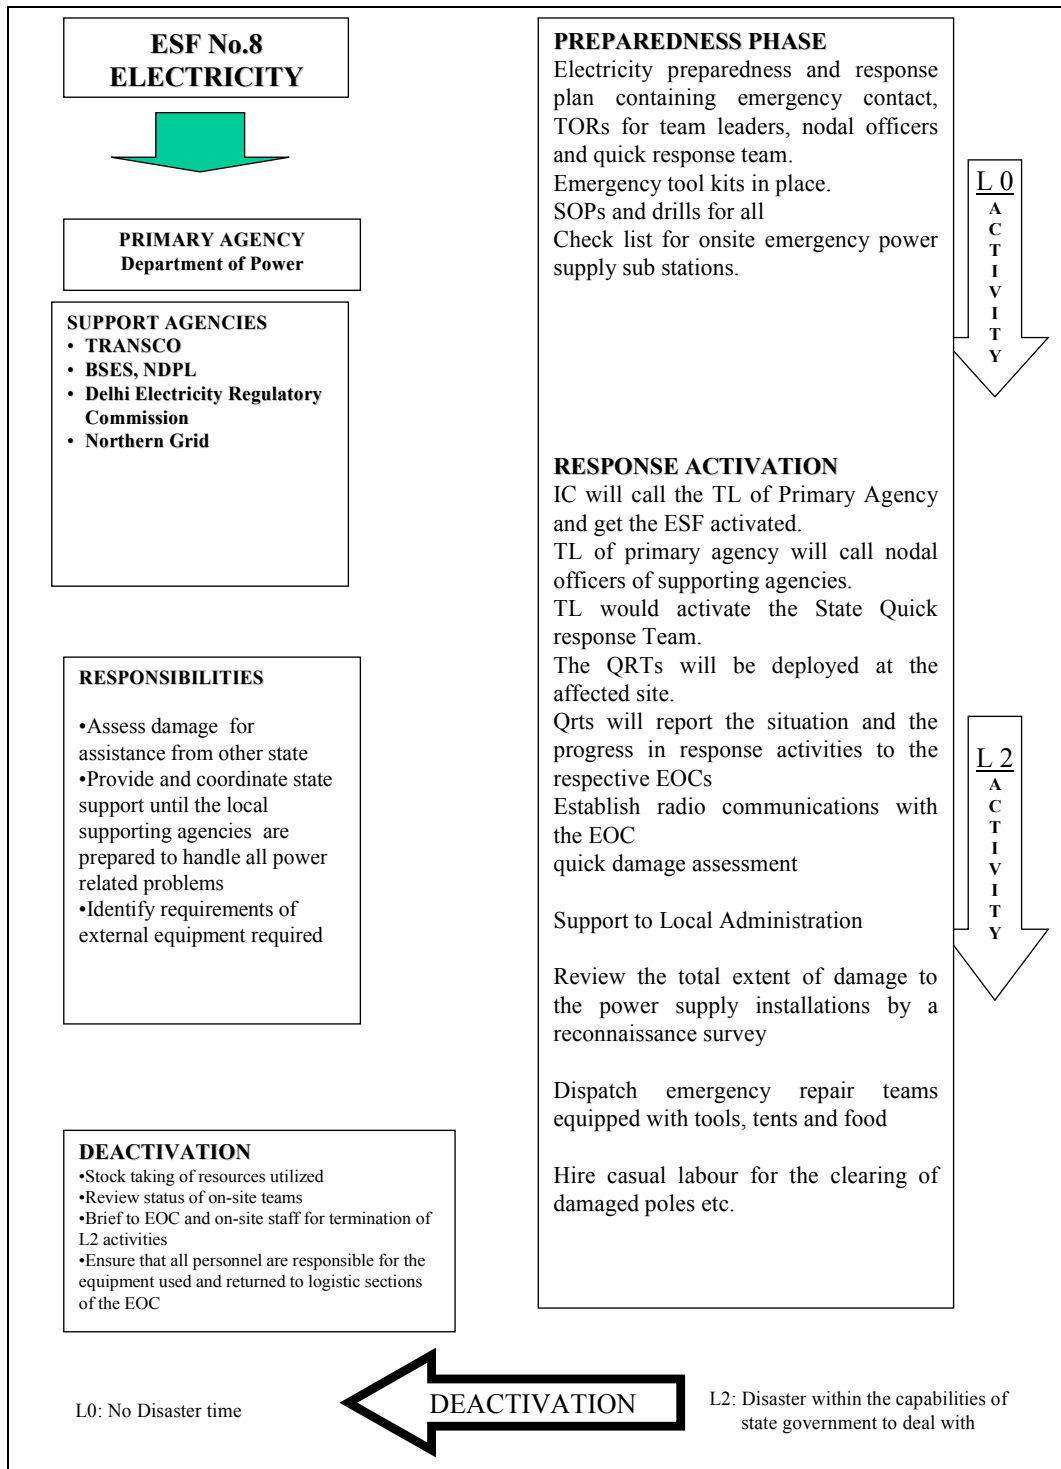 ESF No.8
ELECTRICITY
PRIMARY AGENCY
Department of Power
SUPPORT AGENCIES
• TRANSCO
• BSES, NDPL
• Delhi Electricity Regulatory
Commission
• Northern Grid
RESPONSIBILITIES
•Assess damage for
assistance from other state
•Provide and coordinate state
support until the local
supporting agencies are
prepared to handle all power
related problems
•Identify requirements of
external equipment required
DEACTIVATION
•Stock taking of resources utilized
•Review status of on-site teams
•Brief to EOC and on-site staff for termination of
L2 activities
•Ensure that all personnel are responsible for the
equipment used and returned to logistic sections
of the EOC
PREPAREDNESS PHASE
Electricity preparedness and response
plan containing emergency contact,
TORs for team leaders, nodal officers
and quick response team.
Emergency tool kits in place.
SOPs and drills for all
Check list for onsite emergency power
supply sub stations.
RESPONSE ACTIVATION
IC will call the TL of Primary Agency
and get the ESF activated.
TL of primary agency will call nodal
officers of supporting agencies.
TL would activate the State Quick
response Team.
The QRTs will be deployed at the
affected site.
Qrts will report the situation and the
progress in response activities to the
respective EOCs
Establish radio communications with
the EOC
quick damage assessment
Support to Local Administration
Review the total extent of damage to
the power supply installations by a
reconnaissance survey
Dispatch emergency repair teams
equipped with tools, tents and food
Hire casual labour for the clearing of
damaged poles etc.
L 0
A
C
T
I
V
I
T
Y
L 2
A
C
T
I
V
I
T
Y
L0: No Disaster time
DEACTIVATION
L2: Disaster within the capabilities of
state government to deal with